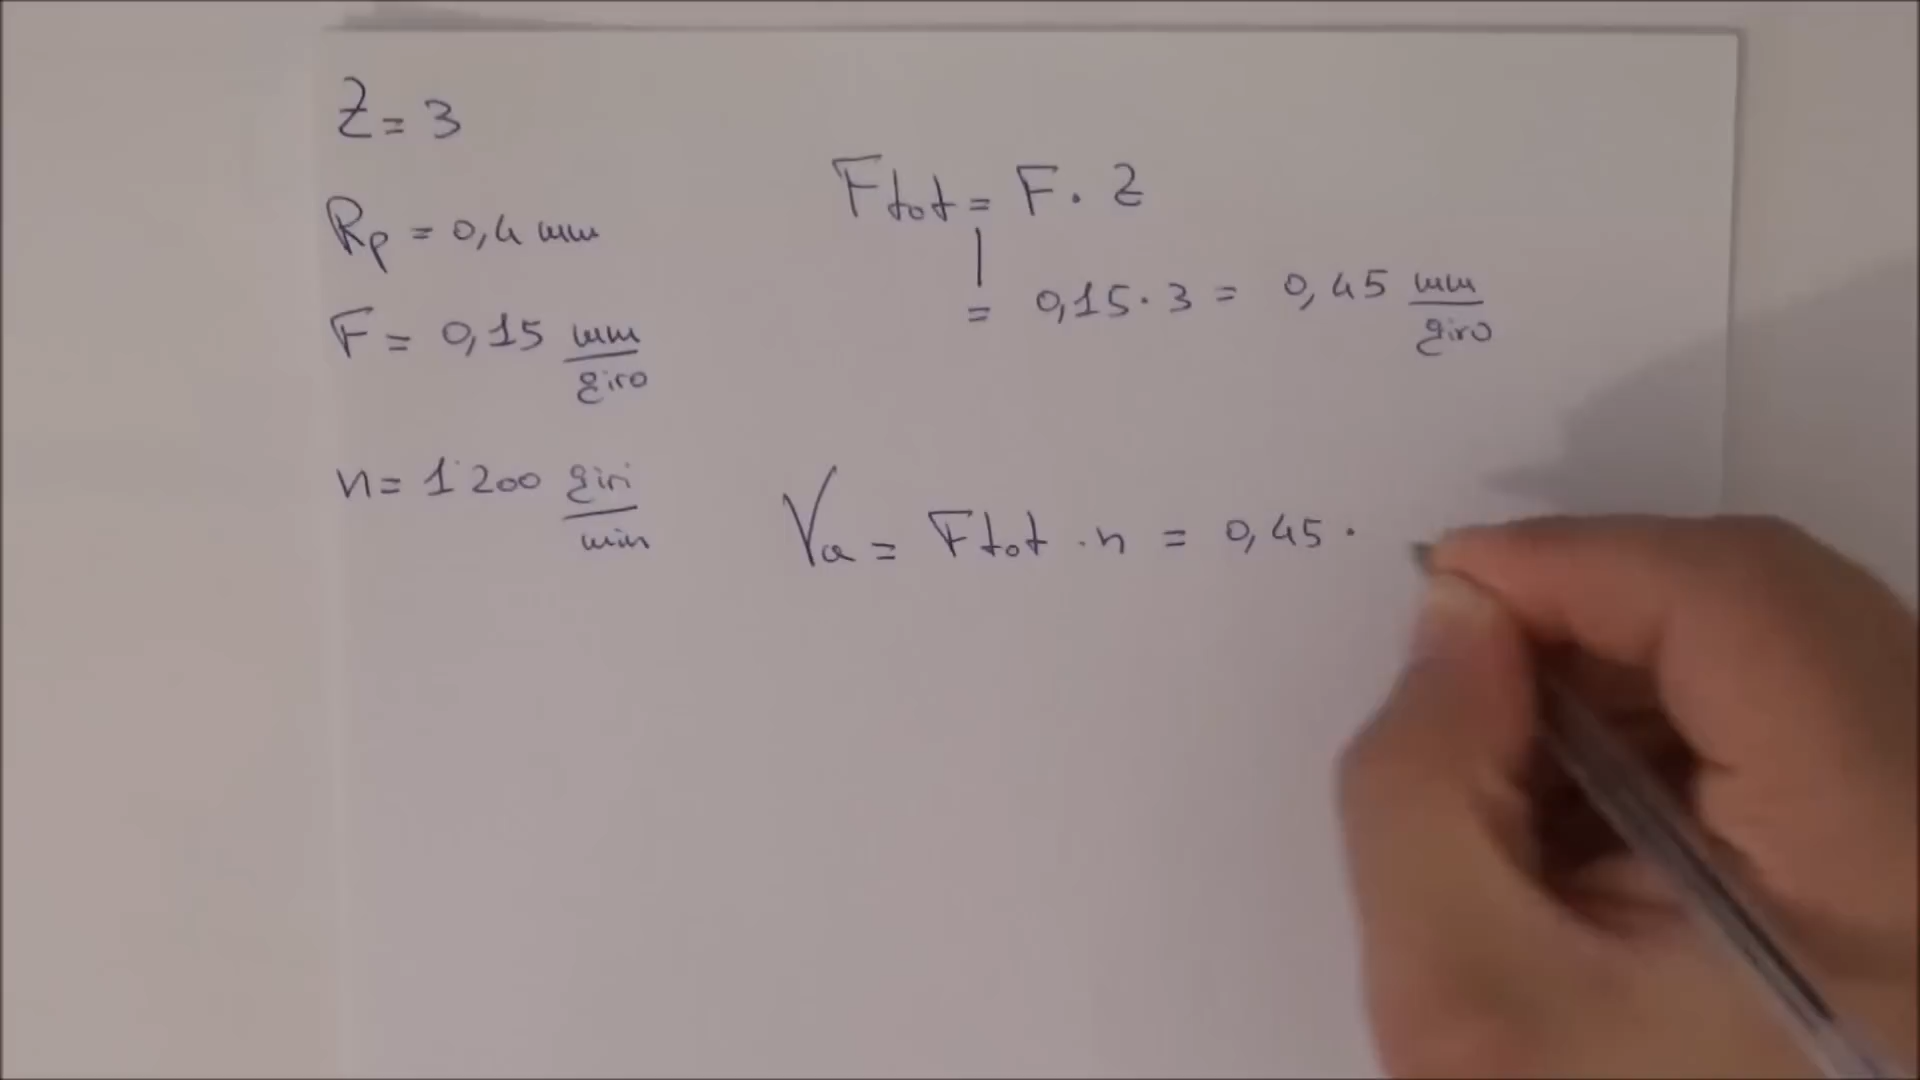 Z = 3
Rp = 0,4 mm
F = 0,15 mm/giro
n = 1200 giri/min
Ftot = F · Z
= 0,15 · 3 = 0,45 mm/giro
Va = Ftot · n = 0,45 ·